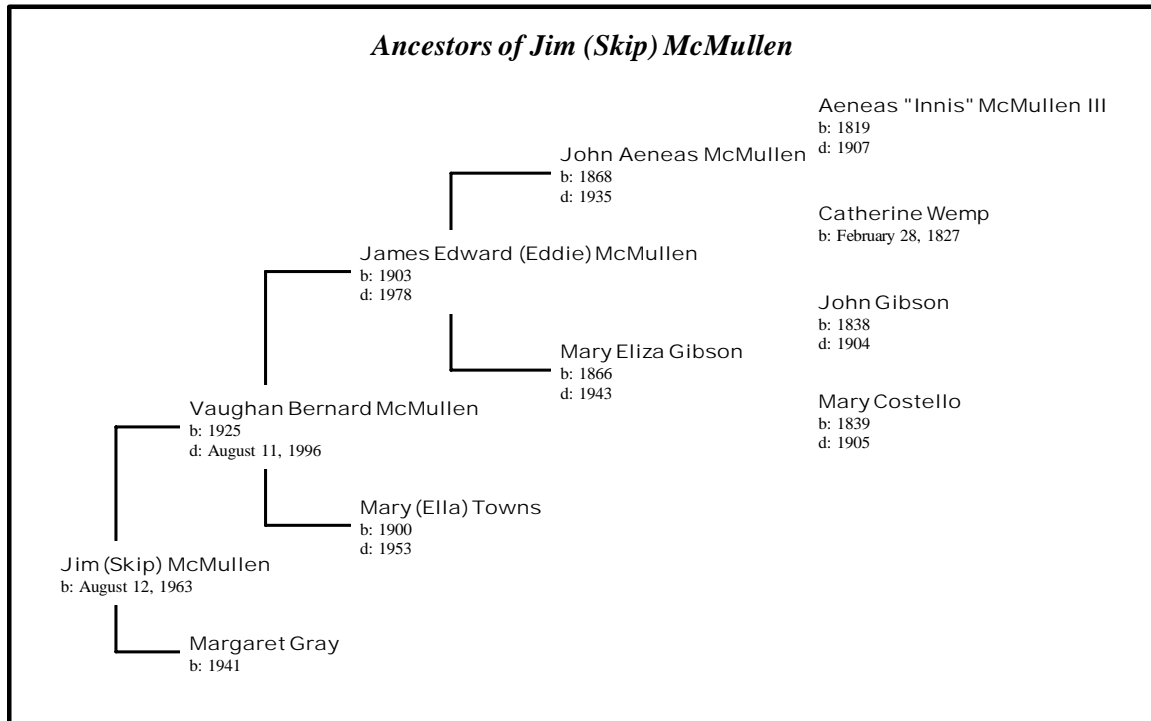 Ancestors of Jim (Skip) McMullen
Aeneas "Innis" McMullen III
b: 1819
d: 1907
John Aeneas McMullen
b: 1868
d: 1935
Catherine Wemp
b: February 28, 1827
James Edward (Eddie) McMullen
b: 1903
d: 1978
John Gibson
b: 1838
d: 1904
Mary Eliza Gibson
b: 1866
d: 1943
Mary Costello
b: 1839
d: 1905
Vaughan Bernard McMullen
b: 1925
d: August 11, 1996
Mary (Ella) Towns
b: 1900
d: 1953
Jim (Skip) McMullen
b: August 12, 1963
Margaret Gray
b: 1941